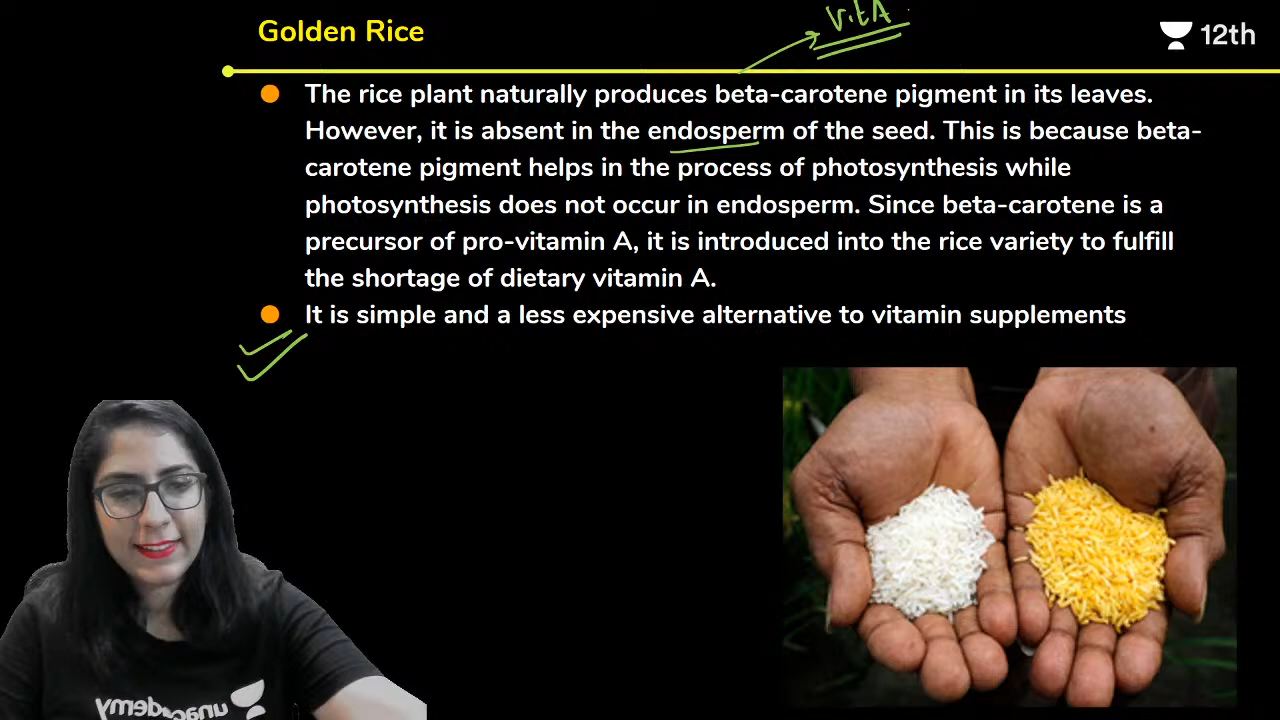 Vit A
Golden Rice
12th
The rice plant naturally produces beta-carotene pigment in its leaves.
However, it is absent in the endosperm of the seed. This is because beta-
carotene pigment helps in the process of photosynthesis while
photosynthesis does not occur in endosperm. Since beta-carotene is a
precursor of pro-vitamin A, it is introduced into the rice variety to fulfill
the shortage of dietary vitamin A.
It is simple and a less expensive alternative to vitamin supplements
unacademy